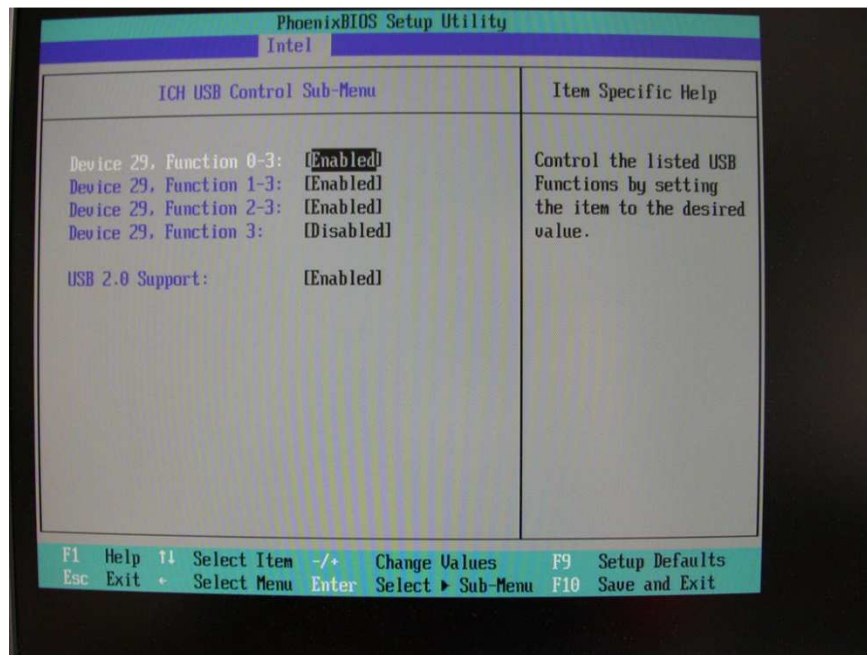 PhoenixBIOS Setup Utility
Intel
ICH USB Control Sub-Menu
Item Specific Help
Device 29, Function 0-3: [Enabled]
Device 29, Function 1-3: [Enabled]
Device 29, Function 2-3: [Enabled]
Device 29, Function 3: [Disabled]
USB 2.0 Support: [Enabled]
Control the listed USB
Functions by setting
the item to the desired
value.
F1 Help ↑↓ Select Item -/+ Change Values F9 Setup Defaults
Esc Exit ← Select Menu Enter Select ▶ Sub-Menu F10 Save and Exit